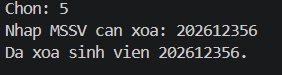 Chon: 5
Nhap MSSV can xoa: 202612356
Da xoa sinh vien 202612356.